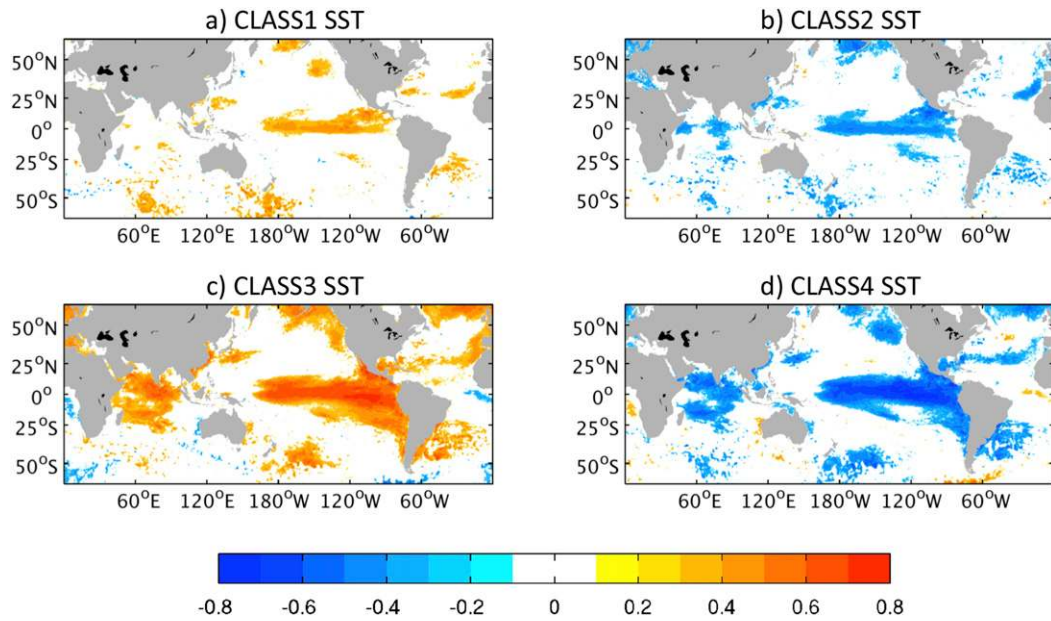 a) CLASS1 SST
b) CLASS2 SST
50°N
25°N
0°
25°S
50°S
60°E 120°E 180°W 120°W 60°W
50°N
25°N
0°
25°S
50°S
60°E 120°E 180°W 120°W 60°W
c) CLASS3 SST
d) CLASS4 SST
50°N
25°N
0°
25°S
50°S
60°E 120°E 180°W 120°W 60°W
50°N
25°N
0°
25°S
50°S
60°E 120°E 180°W 120°W 60°W
-0.8 -0.6 -0.4 -0.2 0 0.2 0.4 0.6 0.8